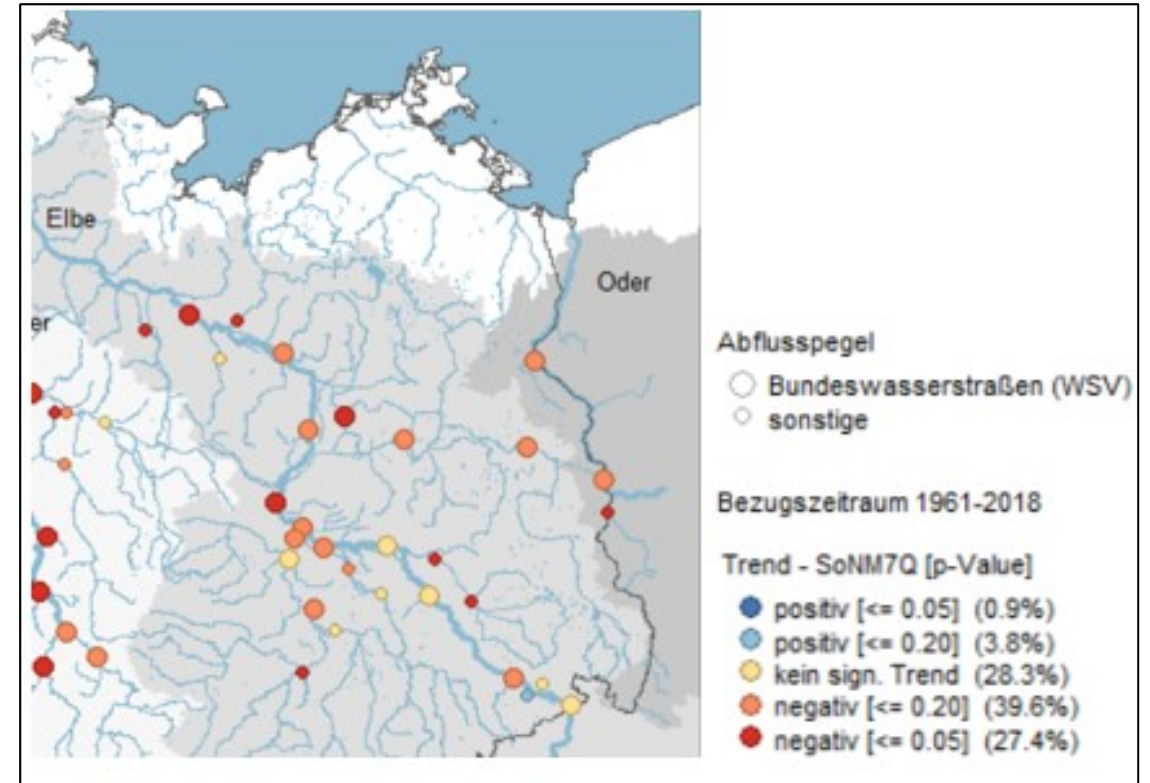 Elbe
Oder
er
Abflusspegel
Bundeswasserstraßen (WSV)
sonstige
Bezugszeitraum 1961-2018
Trend - SoNM7Q [p-Value]
positiv [<= 0.05] (0.9%)
positiv [<= 0.20] (3.8%)
kein sign. Trend (28.3%)
negativ [<= 0.20] (39.6%)
negativ [<= 0.05] (27.4%)